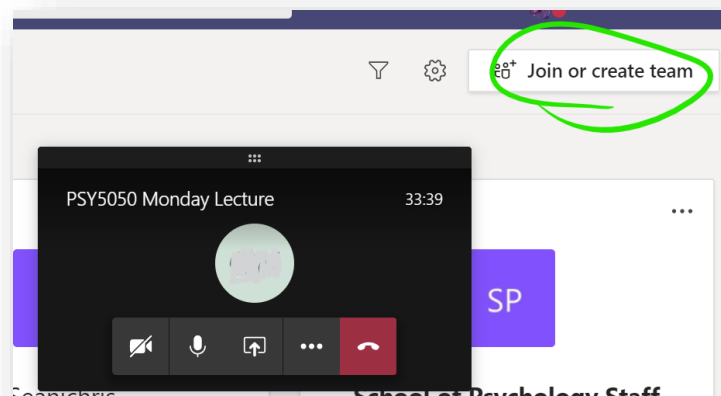 Join or create team
PSY5050 Monday Lecture 33:39
SP
School of Psychology Staff